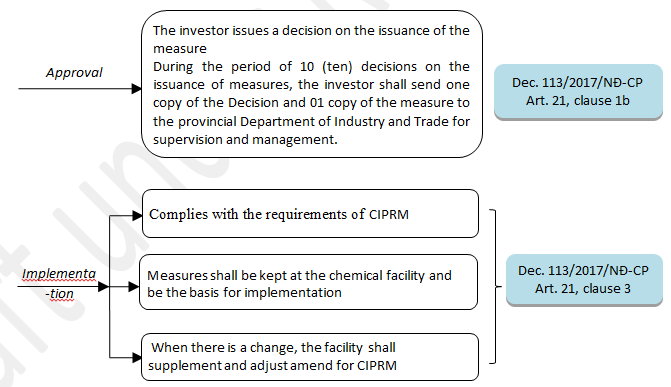 The investor issues a decision on the issuance of the
measure
During the period of 10 (ten) decisions on the
issuance of measures, the investor shall send one
copy of the Decision and 01 copy of the measure to
the provincial Department of Industry and Trade for
supervision and management.
Approval
Dec. 113/2017/NĐ-CP
Art. 21, clause 1b
Complies with the requirements of CIPRM
Implementa
-tion
Measures shall be kept at the chemical facility and
be the basis for implementation
Dec. 113/2017/NĐ-CP
Art. 21, clause 3
When there is a change, the facility shall
supplement and adjust amend for CIPRM